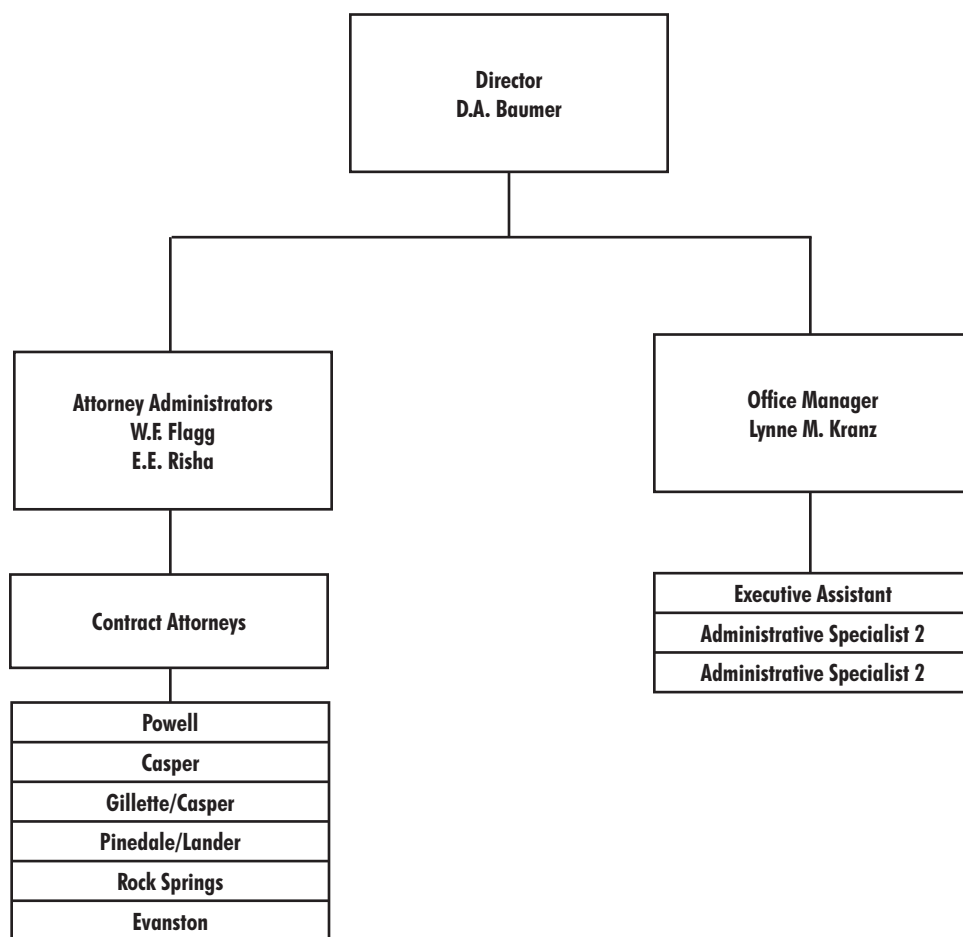 Director
D.A. Baumer
Attorney Administrators
W.F. Flagg
E.E. Risha
Office Manager
Lynne M. Kranz
Contract Attorneys
Executive Assistant
Administrative Specialist 2
Administrative Specialist 2
Powell
Casper
Gillette/Casper
Pinedale/Lander
Rock Springs
Evanston